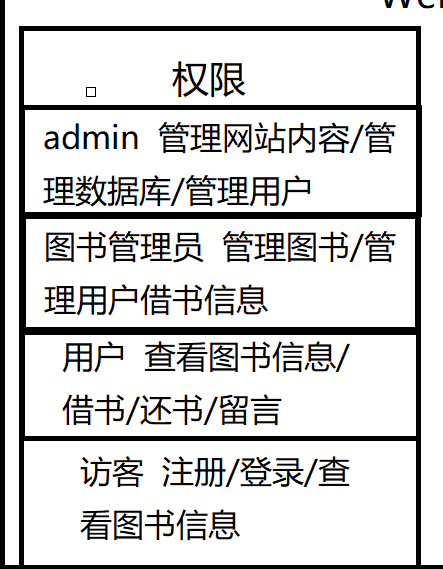 权限
admin 管理网站内容/管
理数据库/管理用户
图书管理员 管理图书/管
理用户借书信息
用户 查看图书信息/
借书/还书/留言
访客 注册/登录/查
看图书信息